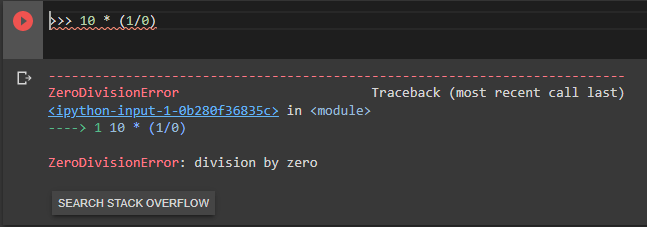 >>> 10 * (1/0)
---------------------------------------------------------------------------
ZeroDivisionError                         Traceback (most recent call last)
<ipython-input-1-0b280f36835c> in <module>
----> 1 10 * (1/0)
ZeroDivisionError: division by zero
SEARCH STACK OVERFLOW